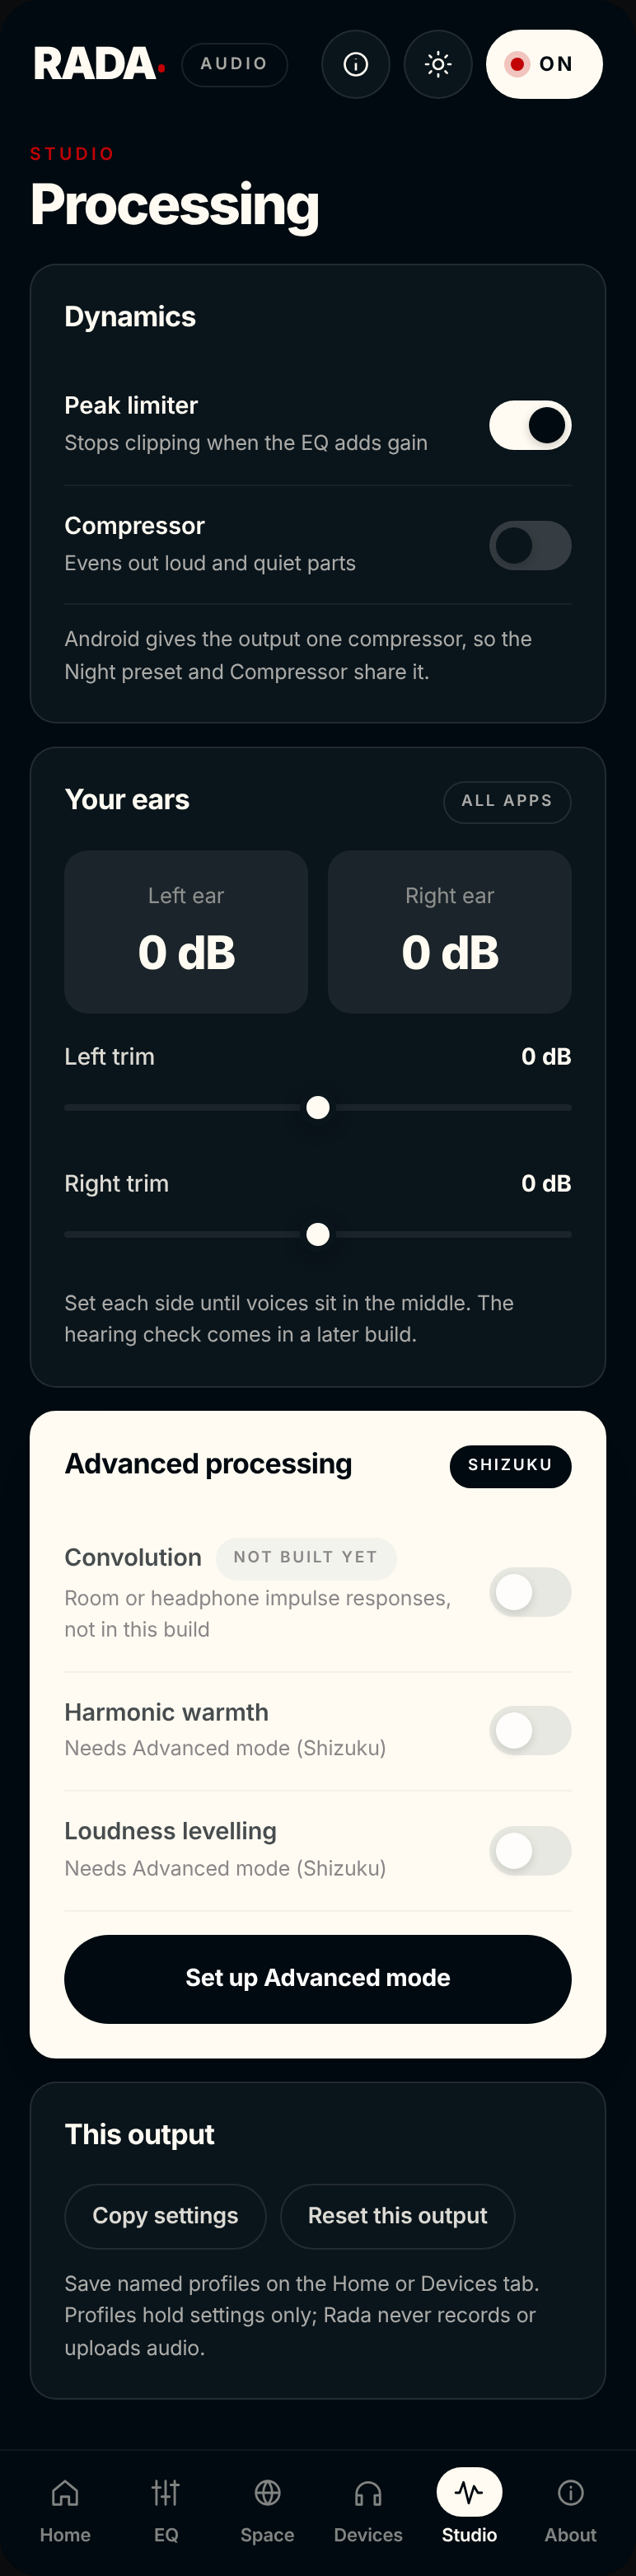 RADA. AUDIO ON
STUDIO
Processing
Dynamics
Peak limiter
Stops clipping when the EQ adds gain
Compressor
Evens out loud and quiet parts
Android gives the output one compressor, so the
Night preset and Compressor share it.
Your ears ALL APPS
Left ear Right ear
0 dB 0 dB
Left trim 0 dB
Right trim 0 dB
Set each side until voices sit in the middle. The
hearing check comes in a later build.
Advanced processing SHIZUKU
Convolution NOT BUILT YET
Room or headphone impulse responses,
not in this build
Harmonic warmth
Needs Advanced mode (Shizuku)
Loudness levelling
Needs Advanced mode (Shizuku)
Set up Advanced mode
This output
Copy settings Reset this output
Save named profiles on the Home or Devices tab.
Profiles hold settings only; Rada never records or
uploads audio.
Home EQ Space Devices Studio About